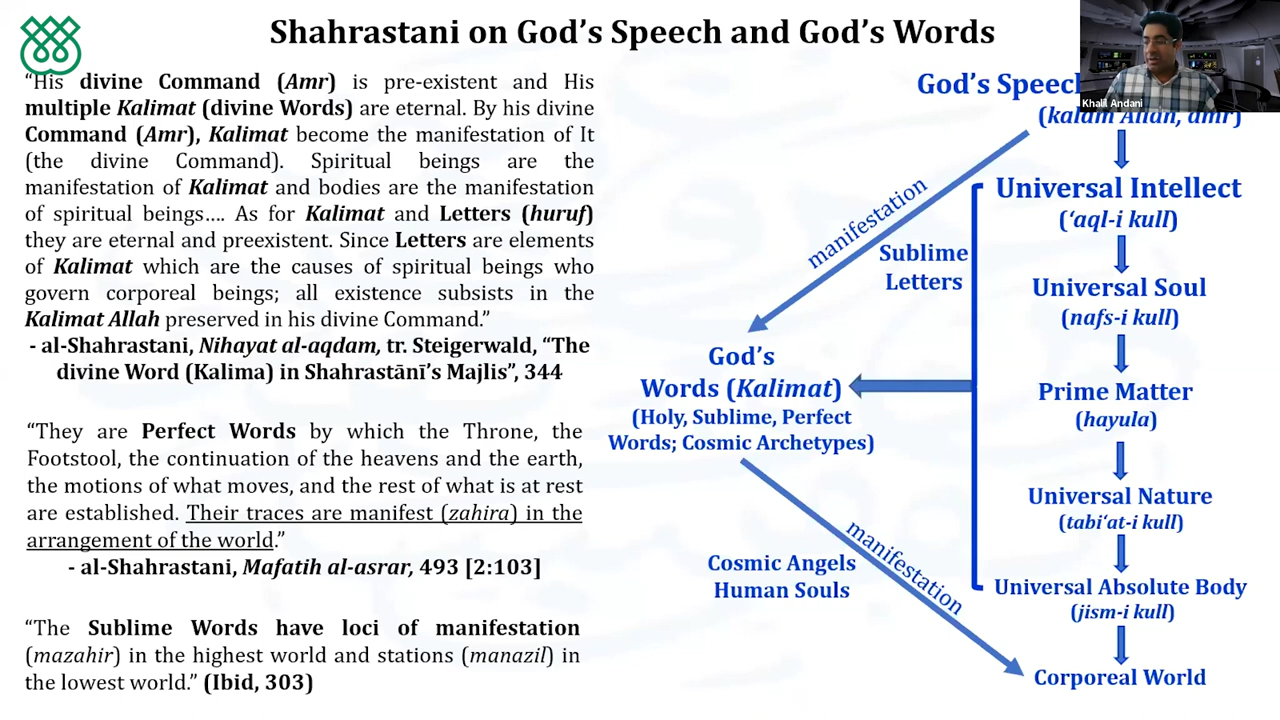 Shahrastani on God’s Speech and God’s Words
“His divine Command (Amr) is pre-existent and His
multiple Kalimat (divine Words) are eternal. By his divine
Command (Amr), Kalimat become the manifestation of It
(the divine Command). Spiritual beings are the
manifestation of Kalimat and bodies are the manifestation
of spiritual beings…. As for Kalimat and Letters (huruf)
they are eternal and preexistent. Since Letters are elements
of Kalimat which are the causes of spiritual beings who
govern corporeal beings; all existence subsists in the
Kalimat Allah preserved in his divine Command.”
- al-Shahrastani, Nihayat al-aqdam, tr. Steigerwald, “The
divine Word (Kalima) in Shahrastānī’s Majlis”, 344
“They are Perfect Words by which the Throne, the
Footstool, the continuation of the heavens and the earth,
the motions of what moves, and the rest of what is at rest
are established. Their traces are manifest (zahira) in the
arrangement of the world.”
- al-Shahrastani, Mafatih al-asrar, 493 [2:103]
“The Sublime Words have loci of manifestation
(mazahir) in the highest world and stations (manazil) in
the lowest world.” (Ibid, 303)
God’s Speech
(kalam Allah, amr)
Khalil Andani
manifestation
Sublime
Letters
Universal Intellect
(‘aql-i kull)
Universal Soul
(nafs-i kull)
God’s
Words (Kalimat)
(Holy, Sublime, Perfect
Words; Cosmic Archetypes)
Prime Matter
(hayula)
Universal Nature
(tabi‘at-i kull)
manifestation
Cosmic Angels
Human Souls
Universal Absolute Body
(jism-i kull)
Corporeal World